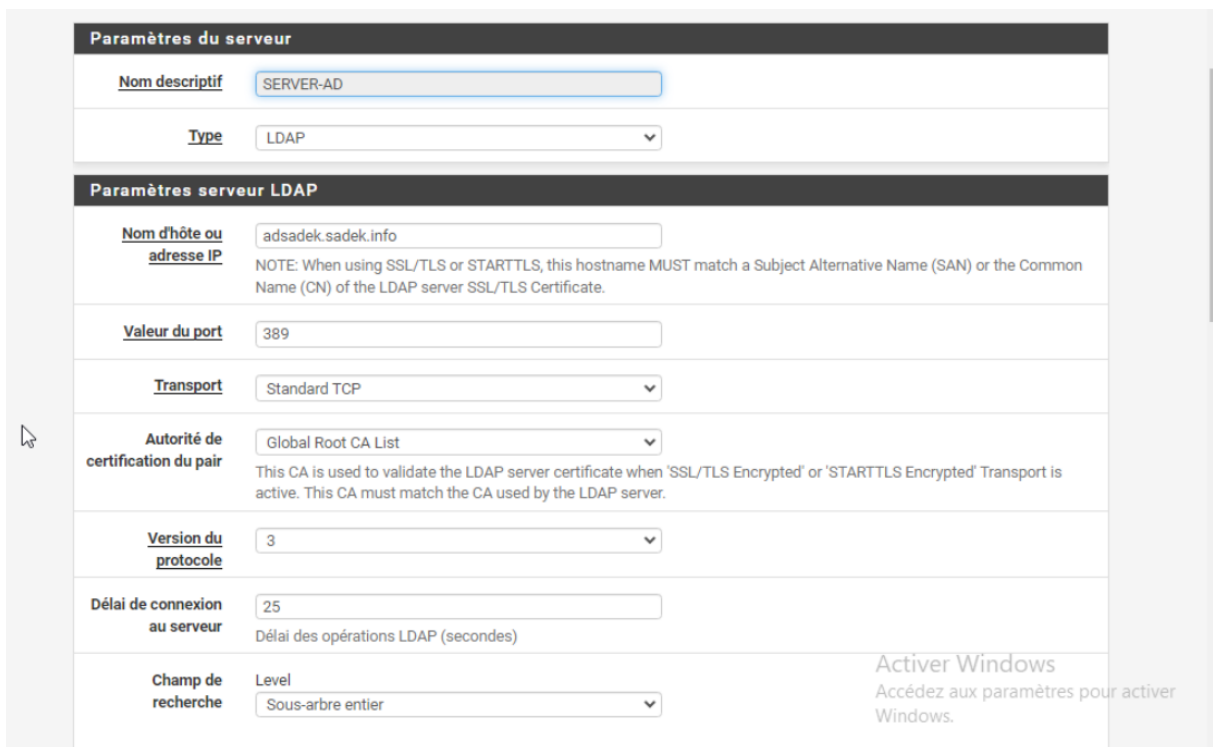 Paramètres du serveur
Nom descriptif
SERVER-AD
Type
LDAP
Paramètres serveur LDAP
Nom d'hôte ou
adresse IP
adsadek.sadek.info
NOTE: When using SSL/TLS or STARTTLS, this hostname MUST match a Subject Alternative Name (SAN) or the Common
Name (CN) of the LDAP server SSL/TLS Certificate.
Valeur du port
389
Transport
Standard TCP
Autorité de
certification du pair
Global Root CA List
This CA is used to validate the LDAP server certificate when 'SSL/TLS Encrypted' or 'STARTTLS Encrypted' Transport is
active. This CA must match the CA used by the LDAP server.
Version du
protocole
3
Délai de connexion
au serveur
25
Délai des opérations LDAP (secondes)
Champ de
recherche
Level
Sous-arbre entier
Activer Windows
Accédez aux paramètres pour activer
Windows.